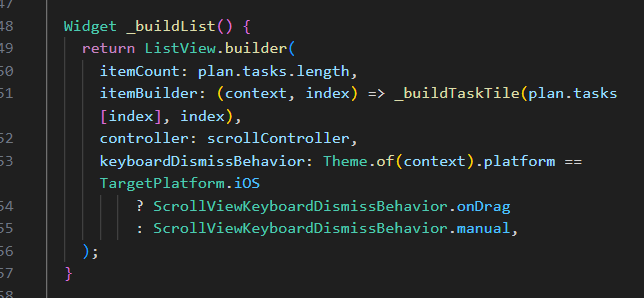 47
48 Widget _buildList() {
49 return ListView.builder(
50 itemCount: plan.tasks.length,
51 itemBuilder: (context, index) => _buildTaskTile(plan.tasks
[index], index),
52 controller: scrollController,
53 keyboardDismissBehavior: Theme.of(context).platform ==
TargetPlatform.iOS
54 ? ScrollViewKeyboardDismissBehavior.onDrag
55 : ScrollViewKeyboardDismissBehavior.manual,
56 );
57 }
58